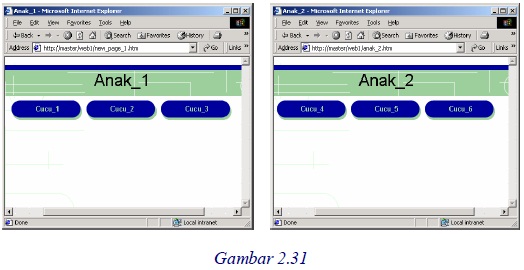 Anak_1 - Microsoft Internet Explorer
File Edit View Favorites Tools Help
Back Search Favorites History
Address http://master/web1/new_page_1.htm Go Links
Anak_1
Cucu_1 Cucu_2 Cucu_3
Done Local intranet
Anak_2 - Microsoft Internet Explorer
File Edit View Favorites Tools Help
Back Search Favorites History
Address http://master/web1/anak_2.htm Go Links
Anak_2
Cucu_4 Cucu_5 Cucu_6
Done Local intranet
Gambar 2.31